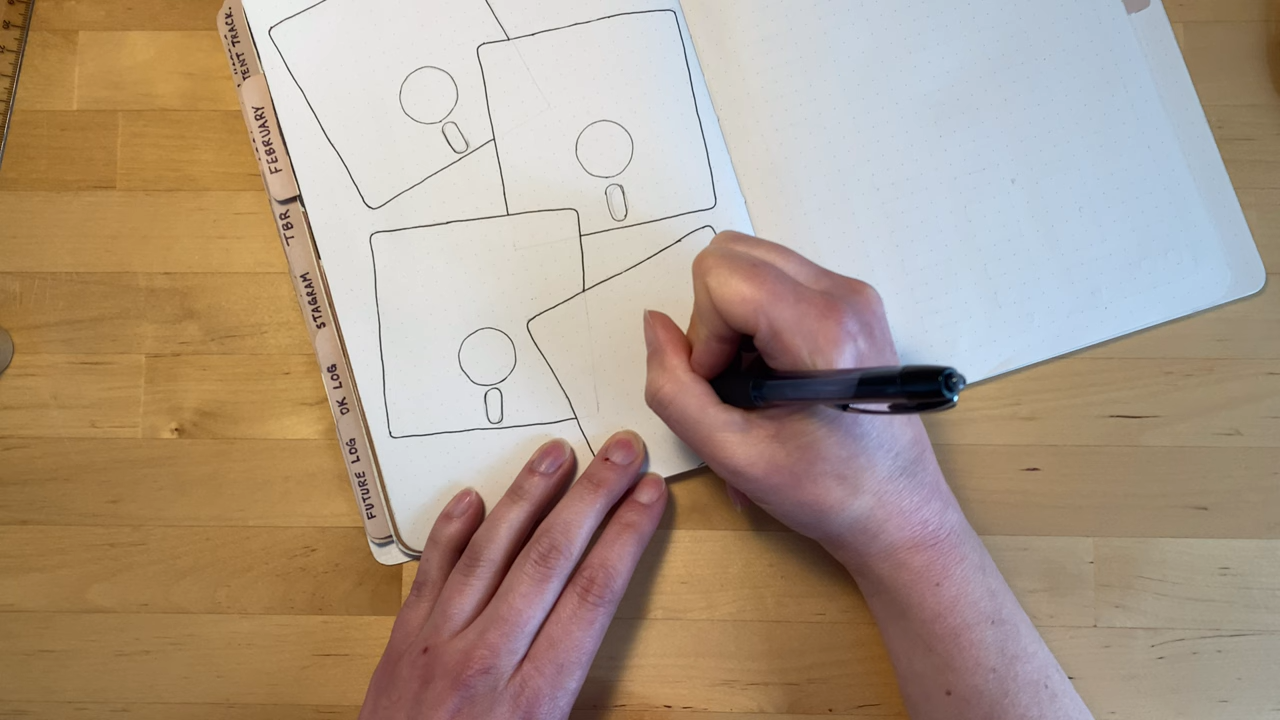 TENT TRACK.
FEBRUARY
TBR
STAGRAM
OK LOG
FUTURE LOG